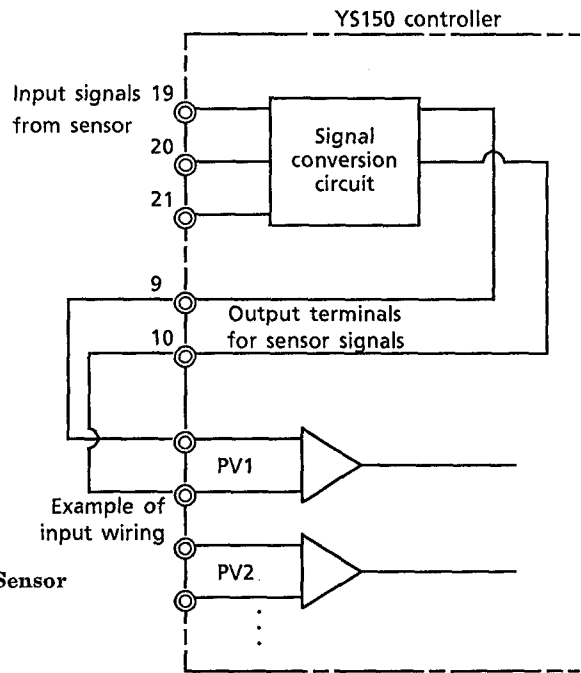 YS150 controller
Input signals 19
from sensor
20
21
Signal
conversion
circuit
9
Output terminals
10
for sensor signals
PV1
Example of
input wiring
Sensor
PV2